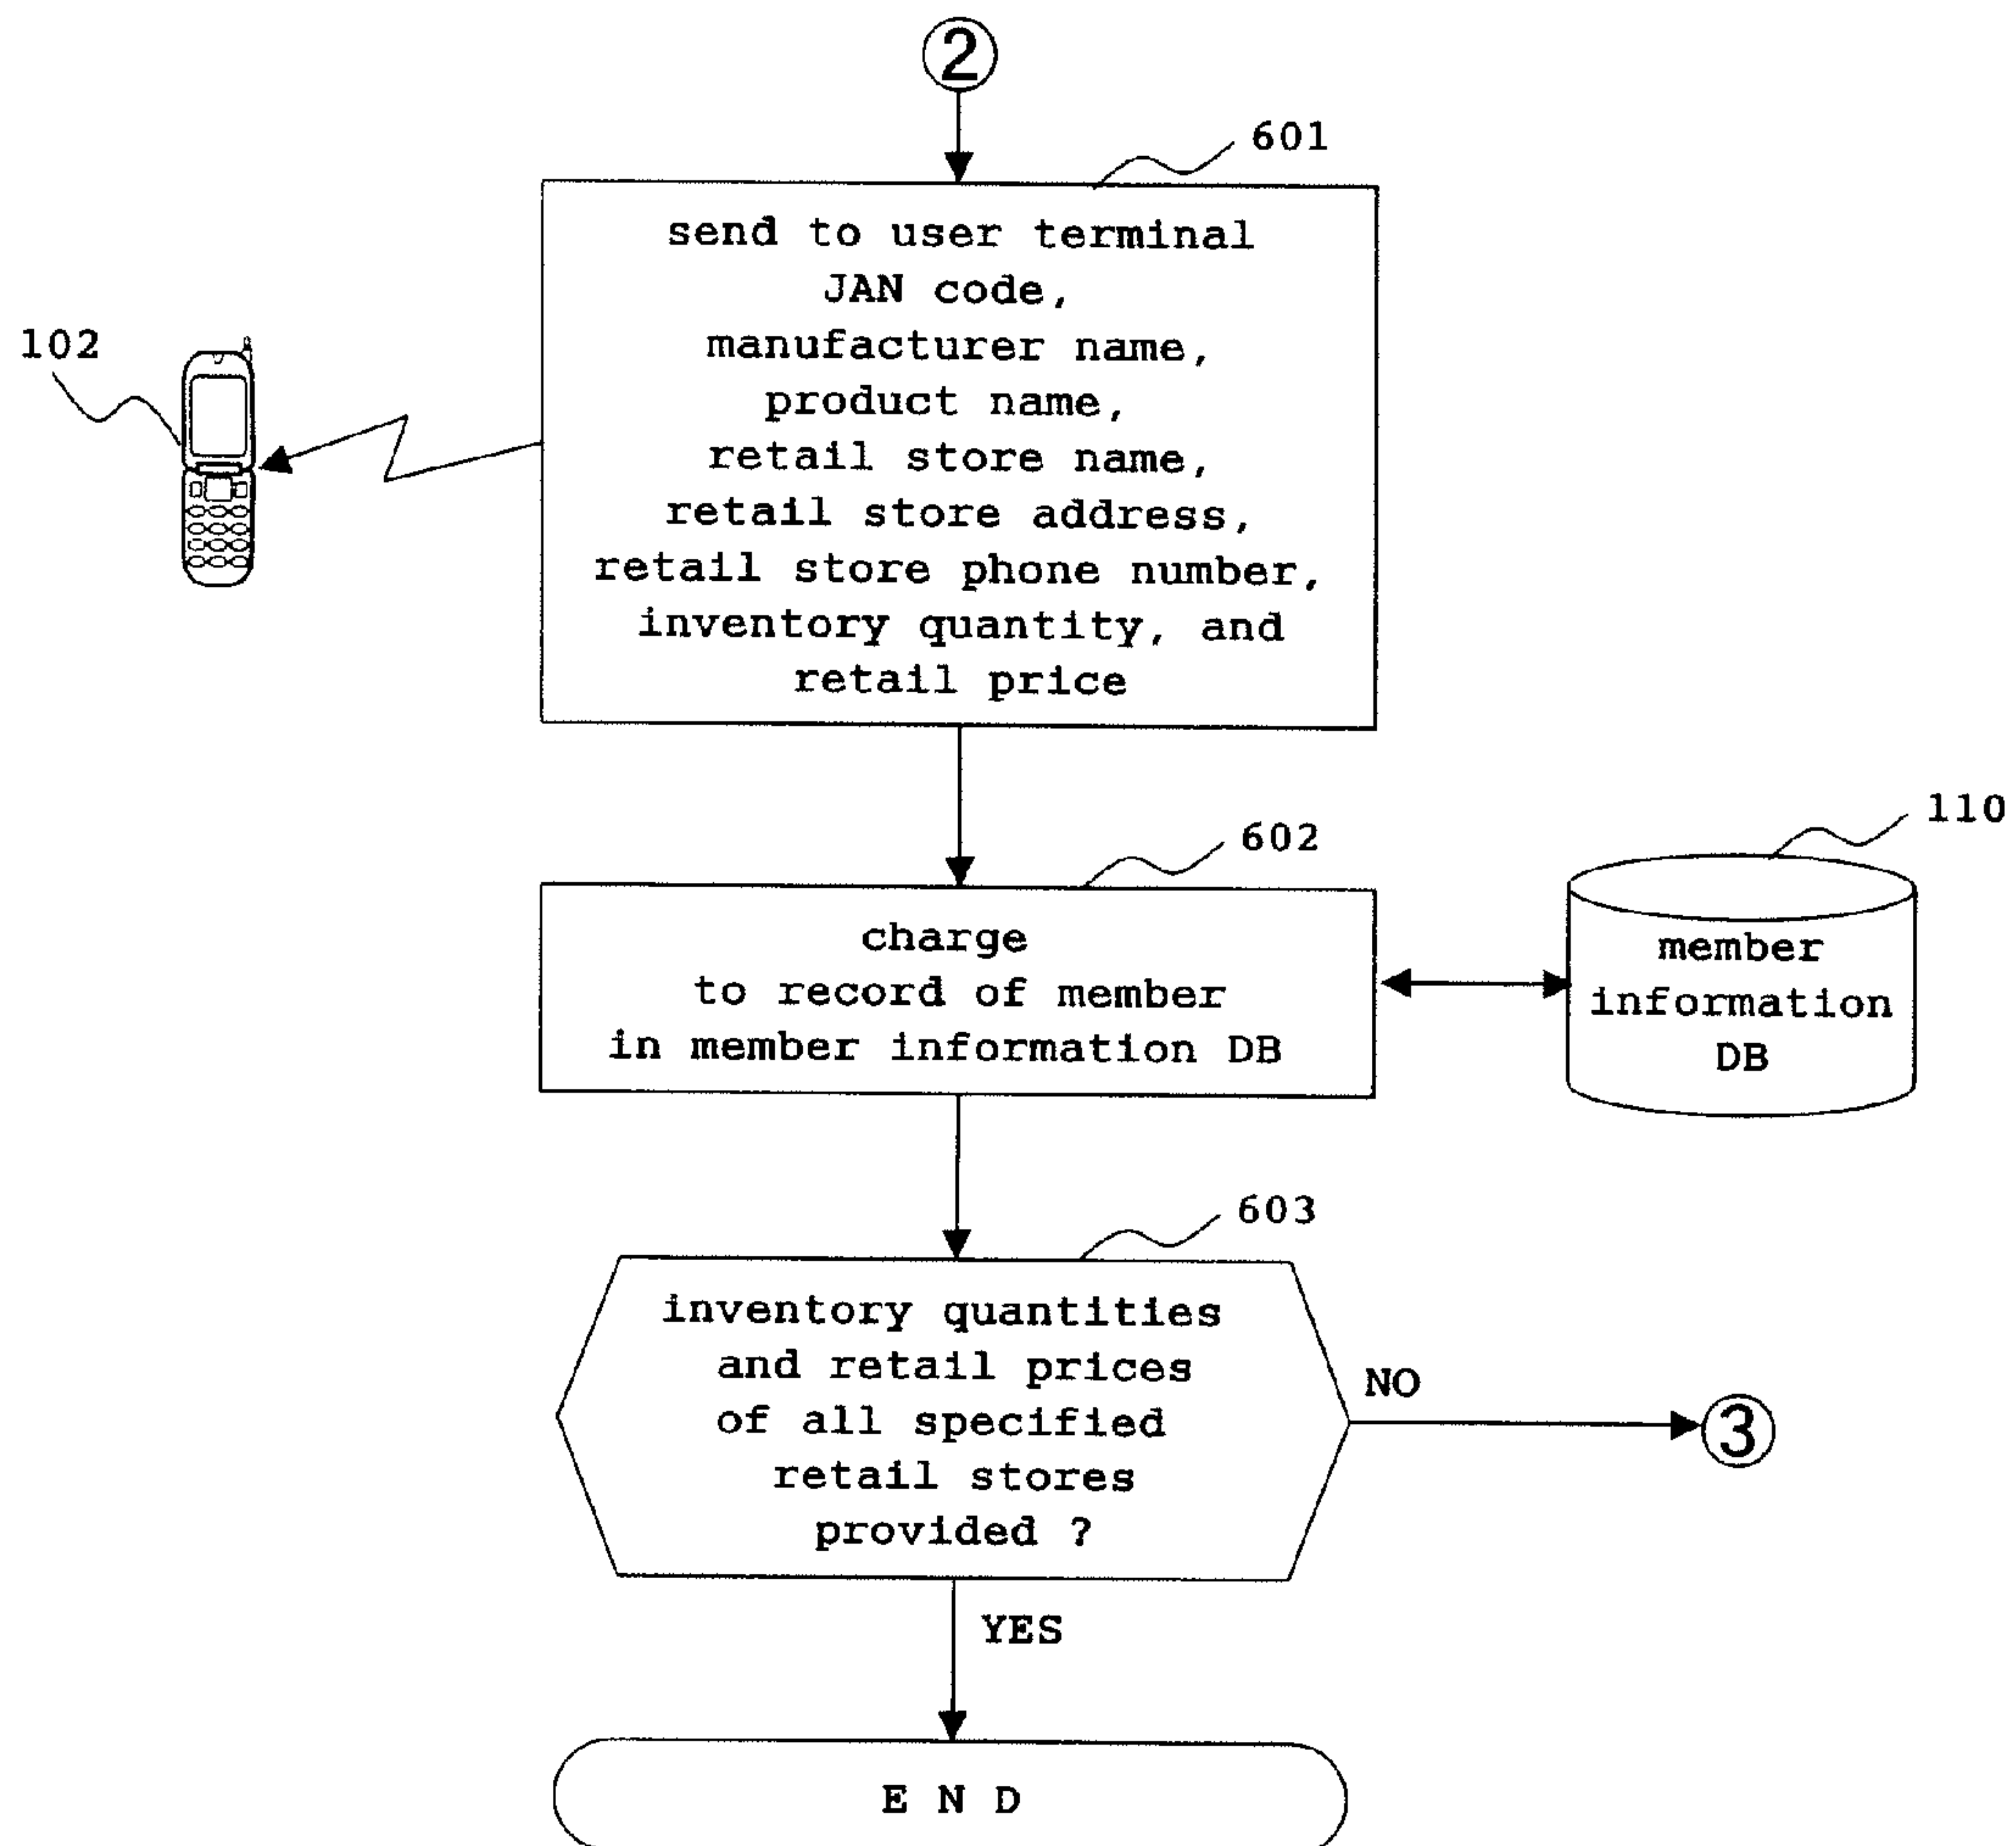 ②
601
send to user terminal
JAN code,
manufacturer name,
product name,
retail store name,
retail store address,
retail store phone number,
inventory quantity, and
retail price
102
602
charge
to record of member
in member information DB
110
member
information
DB
603
inventory quantities
and retail prices
of all specified
retail stores
provided ?
NO
③
YES
E N D